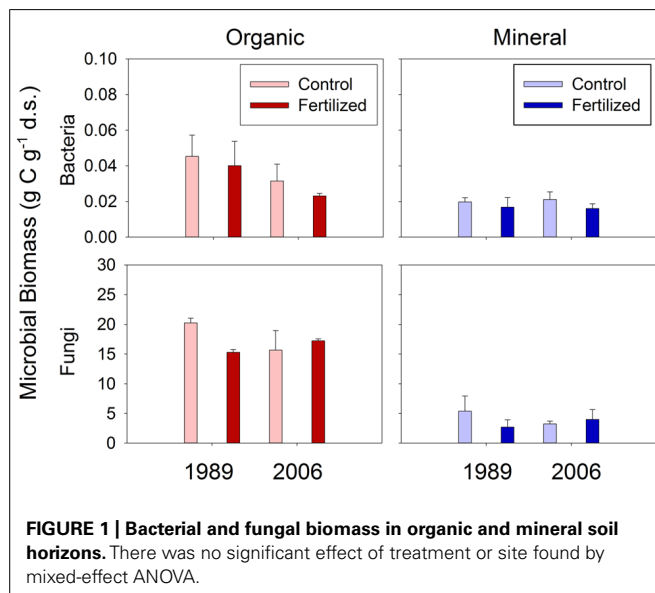 Organic
Mineral
Microbial Biomass (g C g⁻¹ d.s.)
Bacteria
0.10
0.08
0.06
0.04
0.02
0.00
Control
Fertilized
Control
Fertilized
Fungi
30
25
20
15
10
5
0
1989 2006
1989 2006
FIGURE 1 | Bacterial and fungal biomass in organic and mineral soil
horizons. There was no significant effect of treatment or site found by
mixed-effect ANOVA.